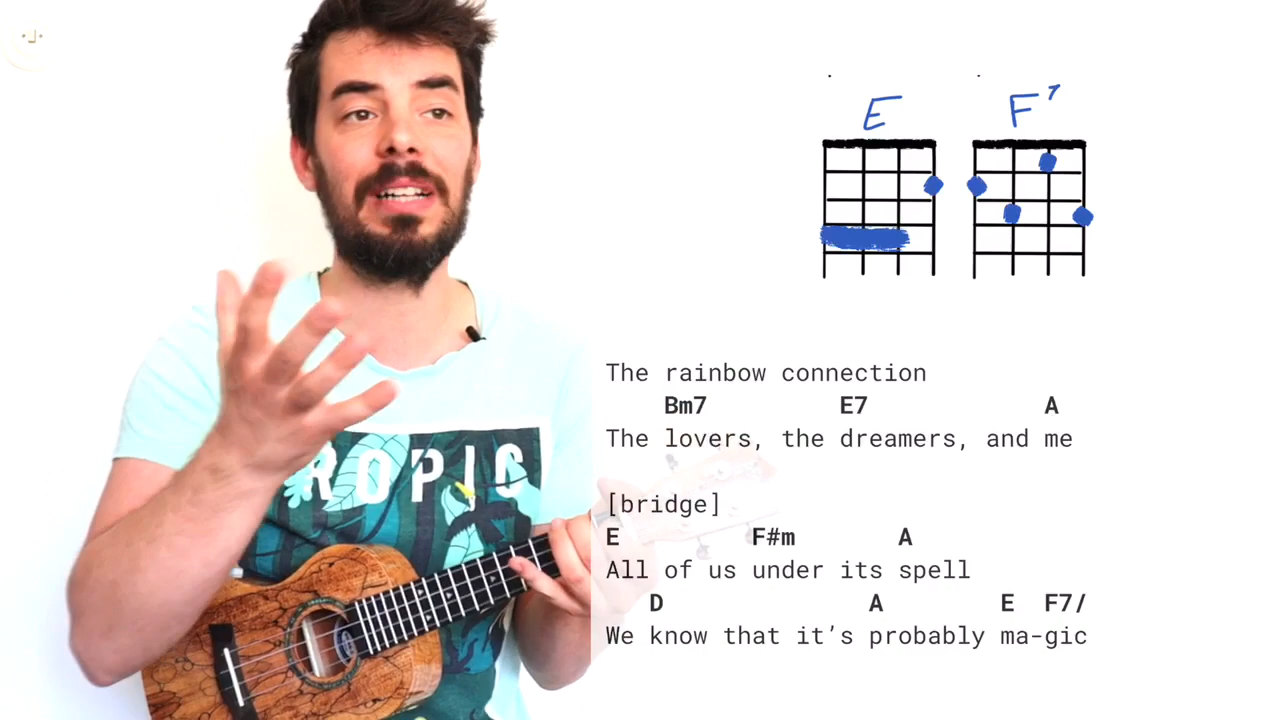 E F7
The rainbow connection
Bm7 E7 A
The lovers, the dreamers, and me
[bridge]
E F#m A
All of us under its spell
D A E F7/
We know that it’s probably ma-gic
ROPIC